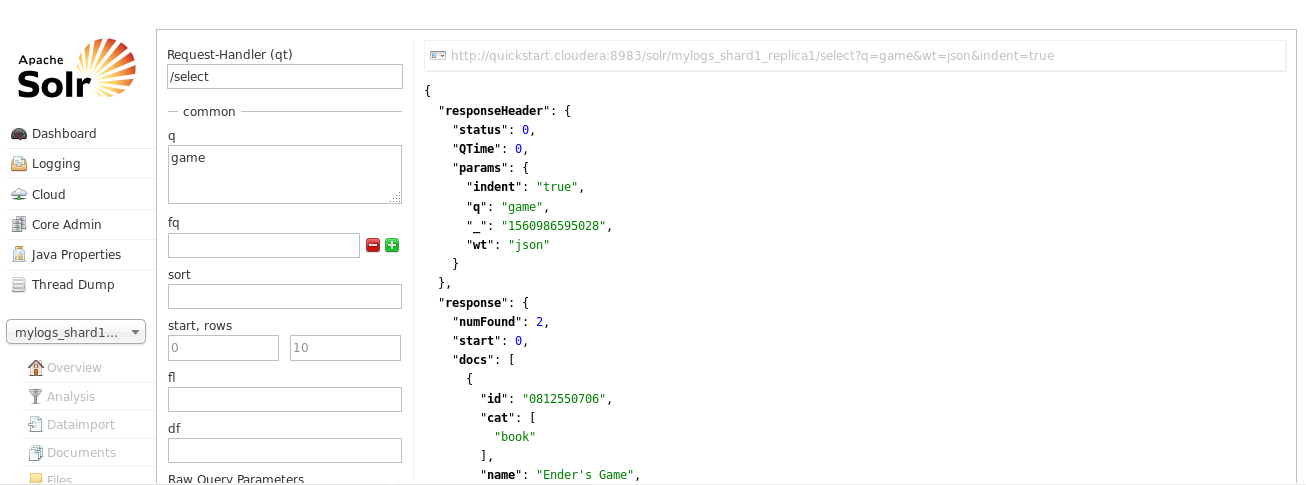 Apache
Solr
Dashboard
Logging
Cloud
Core Admin
Java Properties
Thread Dump
mylogs_shard1...
Overview
Analysis
Dataimport
Documents
Files
Request-Handler (qt)
/select
common
q
game
fq
sort
start, rows
0 10
fl
df
Raw Query Parameters
http://quickstart.cloudera:8983/solr/mylogs_shard1_replica1/select?q=game&wt=json&indent=true
{
"responseHeader": {
"status": 0,
"QTime": 0,
"params": {
"indent": "true",
"q": "game",
"_": "1560986595028",
"wt": "json"
}
},
"response": {
"numFound": 2,
"start": 0,
"docs": [
{
"id": "0812550706",
"cat": [
"book"
],
"name": "Ender's Game",